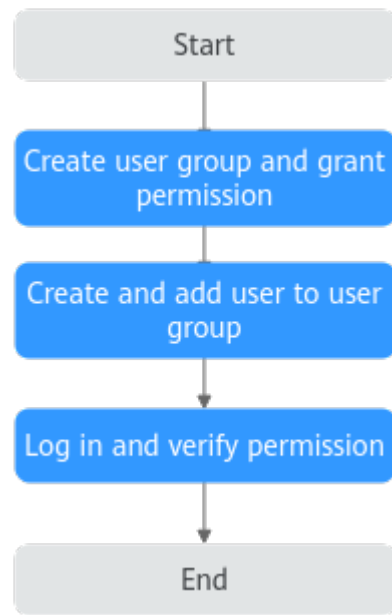 Start
Create user group and grant
permission
Create and add user to user
group
Log in and verify permission
End